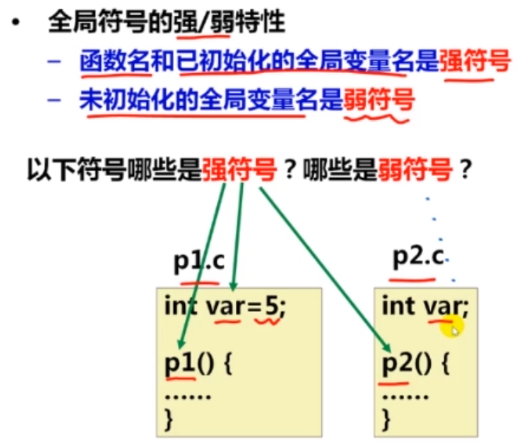 • 全局符号的强/弱特性
– 函数名和已初始化的全局变量名是强符号
– 未初始化的全局变量名是弱符号
以下符号哪些是强符号？哪些是弱符号？
p1.c
int var=5;
p1() {
......
}
p2.c
int var;
p2() {
......
}